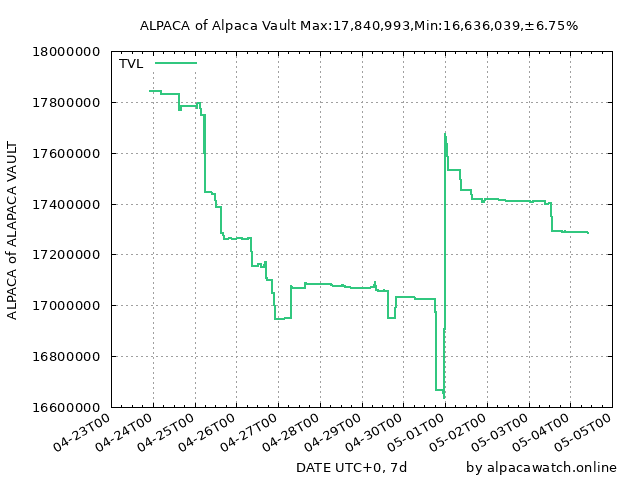 ALPACA of Alpaca Vault Max:17,840,993,Min:16,636,039,±6.75%
TVL
ALPACA of ALAPACA VAULT
18000000
17800000
17600000
17400000
17200000
17000000
16800000
16600000
04-23T00
04-24T00
04-25T00
04-26T00
04-27T00
04-28T00
04-29T00
04-30T00
05-01T00
05-02T00
05-03T00
05-04T00
05-05T00
DATE UTC+0, 7d
by alpacawatch.online